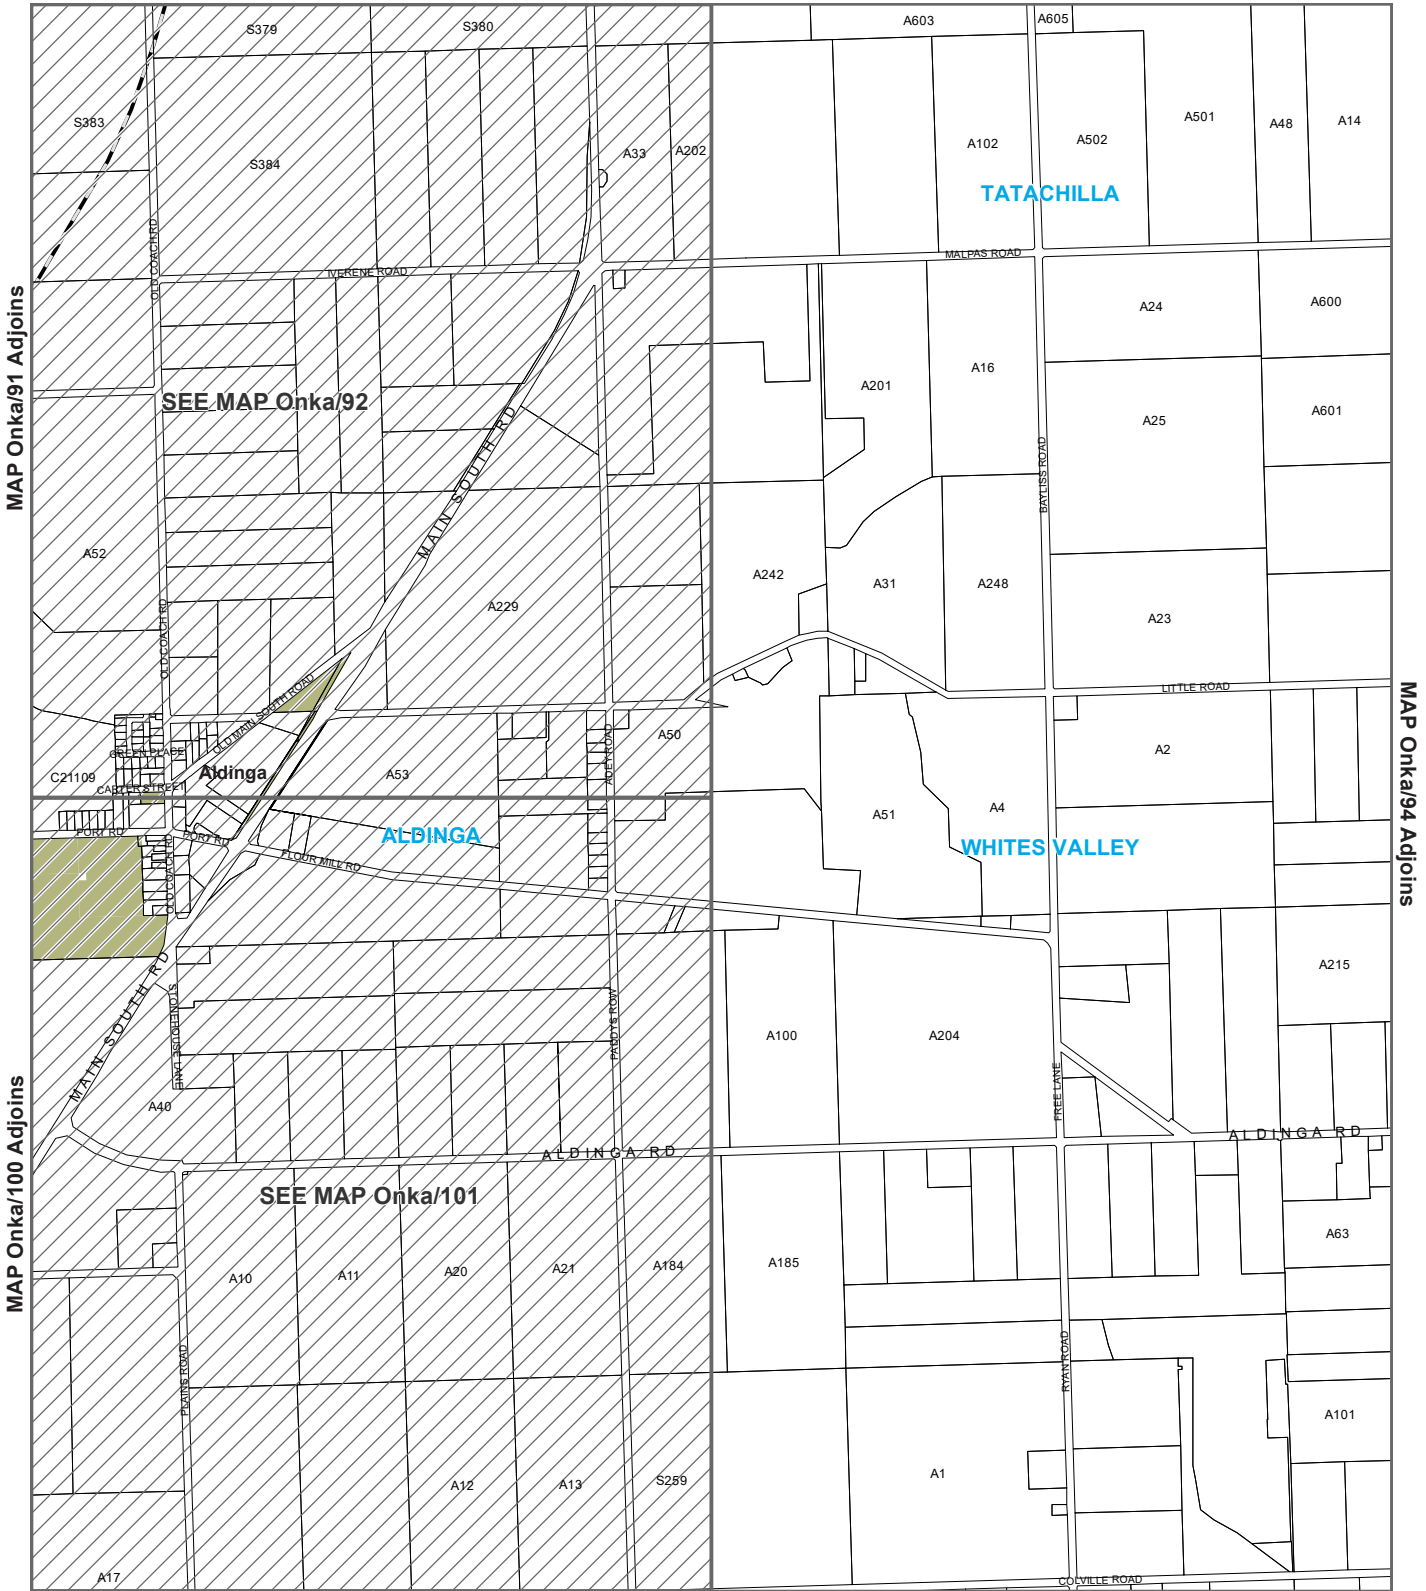 S379
S380
A603
A605
S383
S384
A33
A202
A102
A502
A501
A48
A14
TATACHILLA
OLD COACH RD
IVERENE ROAD
MALPAS ROAD
MAP Onka/91 Adjoins
SEE MAP Onka/92
MAIN SOUTH RD
A24
A600
A16
A201
A25
A601
BAYLISS ROAD
A52
A229
A242
A31
A248
A23
OLD COACH RD
OLD MAIN SOUTH ROAD
LITTLE ROAD
GREEN PLACE
Aldinga
C21109
CARTER STREET
A53
ADEY ROAD
A50
A2
A51
A4
MAP Onka/94 Adjoins
PORT RD
PORT RD
ALDINGA
WHITES VALLEY
FLOUR MILL RD
OLD COACH RD
MAIN SOUTH RD
STONEHOUSE LANE
PADDYS ROW
A215
A100
A204
FREE LANE
A40
MAP Onka/100 Adjoins
ALDINGA RD
ALDINGA RD
SEE MAP Onka/101
A10
A11
A20
A21
A184
A185
A63
PLAINS ROAD
RYAN ROAD
A101
A12
A13
S259
A1
A17
COLVILLE ROAD